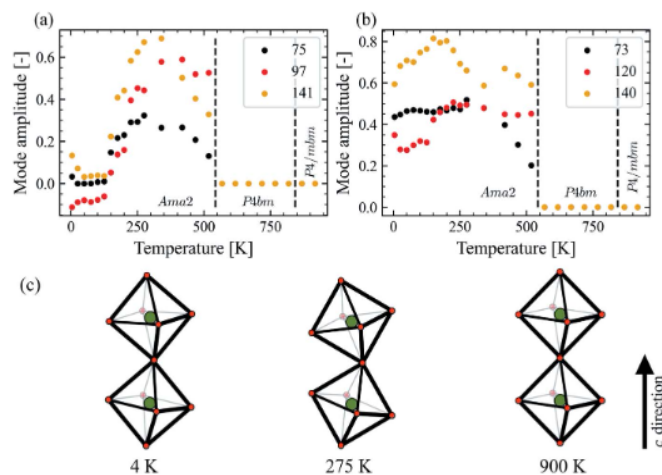 (a)
Mode amplitude [-]
0.6
0.4
0.2
0.0
75
97
141
Ama2
P4bm
P4/mbm
0
250
500
750
Temperature [K]
(b)
Mode amplitude [-]
0.8
0.6
0.4
0.2
0.0
73
120
140
Ama2
P4bm
P4/mbm
0
250
500
750
Temperature [K]
(c)
4 K
275 K
900 K
c direction